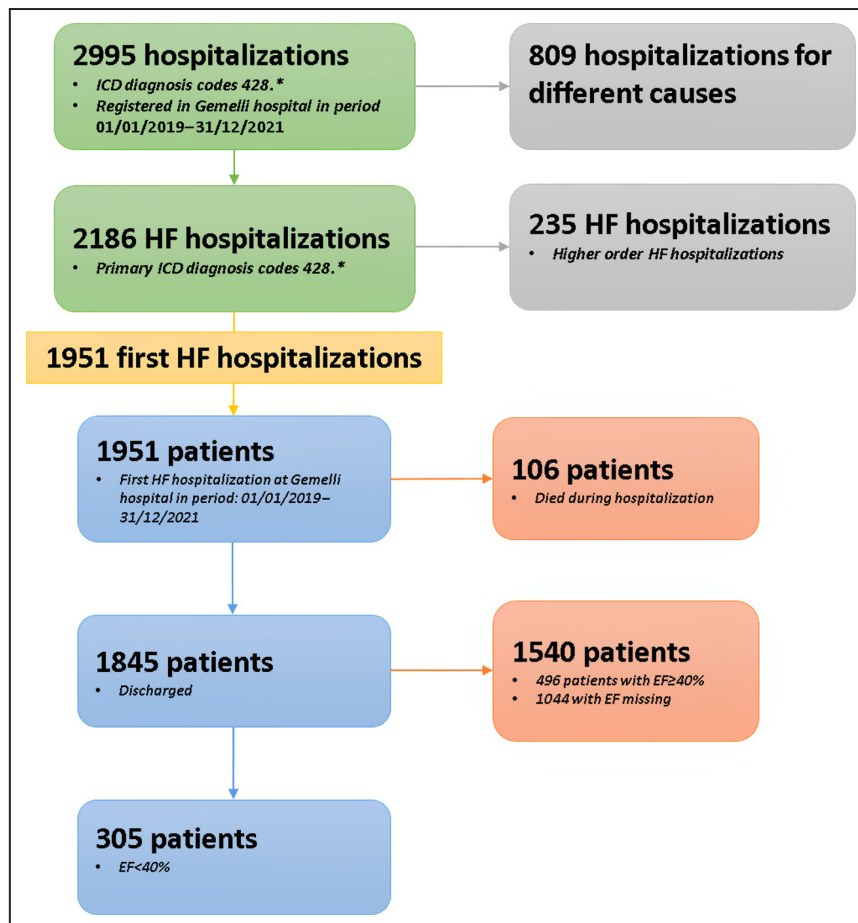 2995 hospitalizations
• ICD diagnosis codes 428.*
• Registered in Gemelli hospital in period
01/01/2019–31/12/2021
809 hospitalizations for
different causes
2186 HF hospitalizations
• Primary ICD diagnosis codes 428.*
235 HF hospitalizations
• Higher order HF hospitalizations
1951 first HF hospitalizations
1951 patients
• First HF hospitalization at Gemelli
hospital in period: 01/01/2019–
31/12/2021
106 patients
• Died during hospitalization
1845 patients
• Discharged
1540 patients
• 496 patients with EF≥40%
• 1044 with EF missing
305 patients
• EF<40%